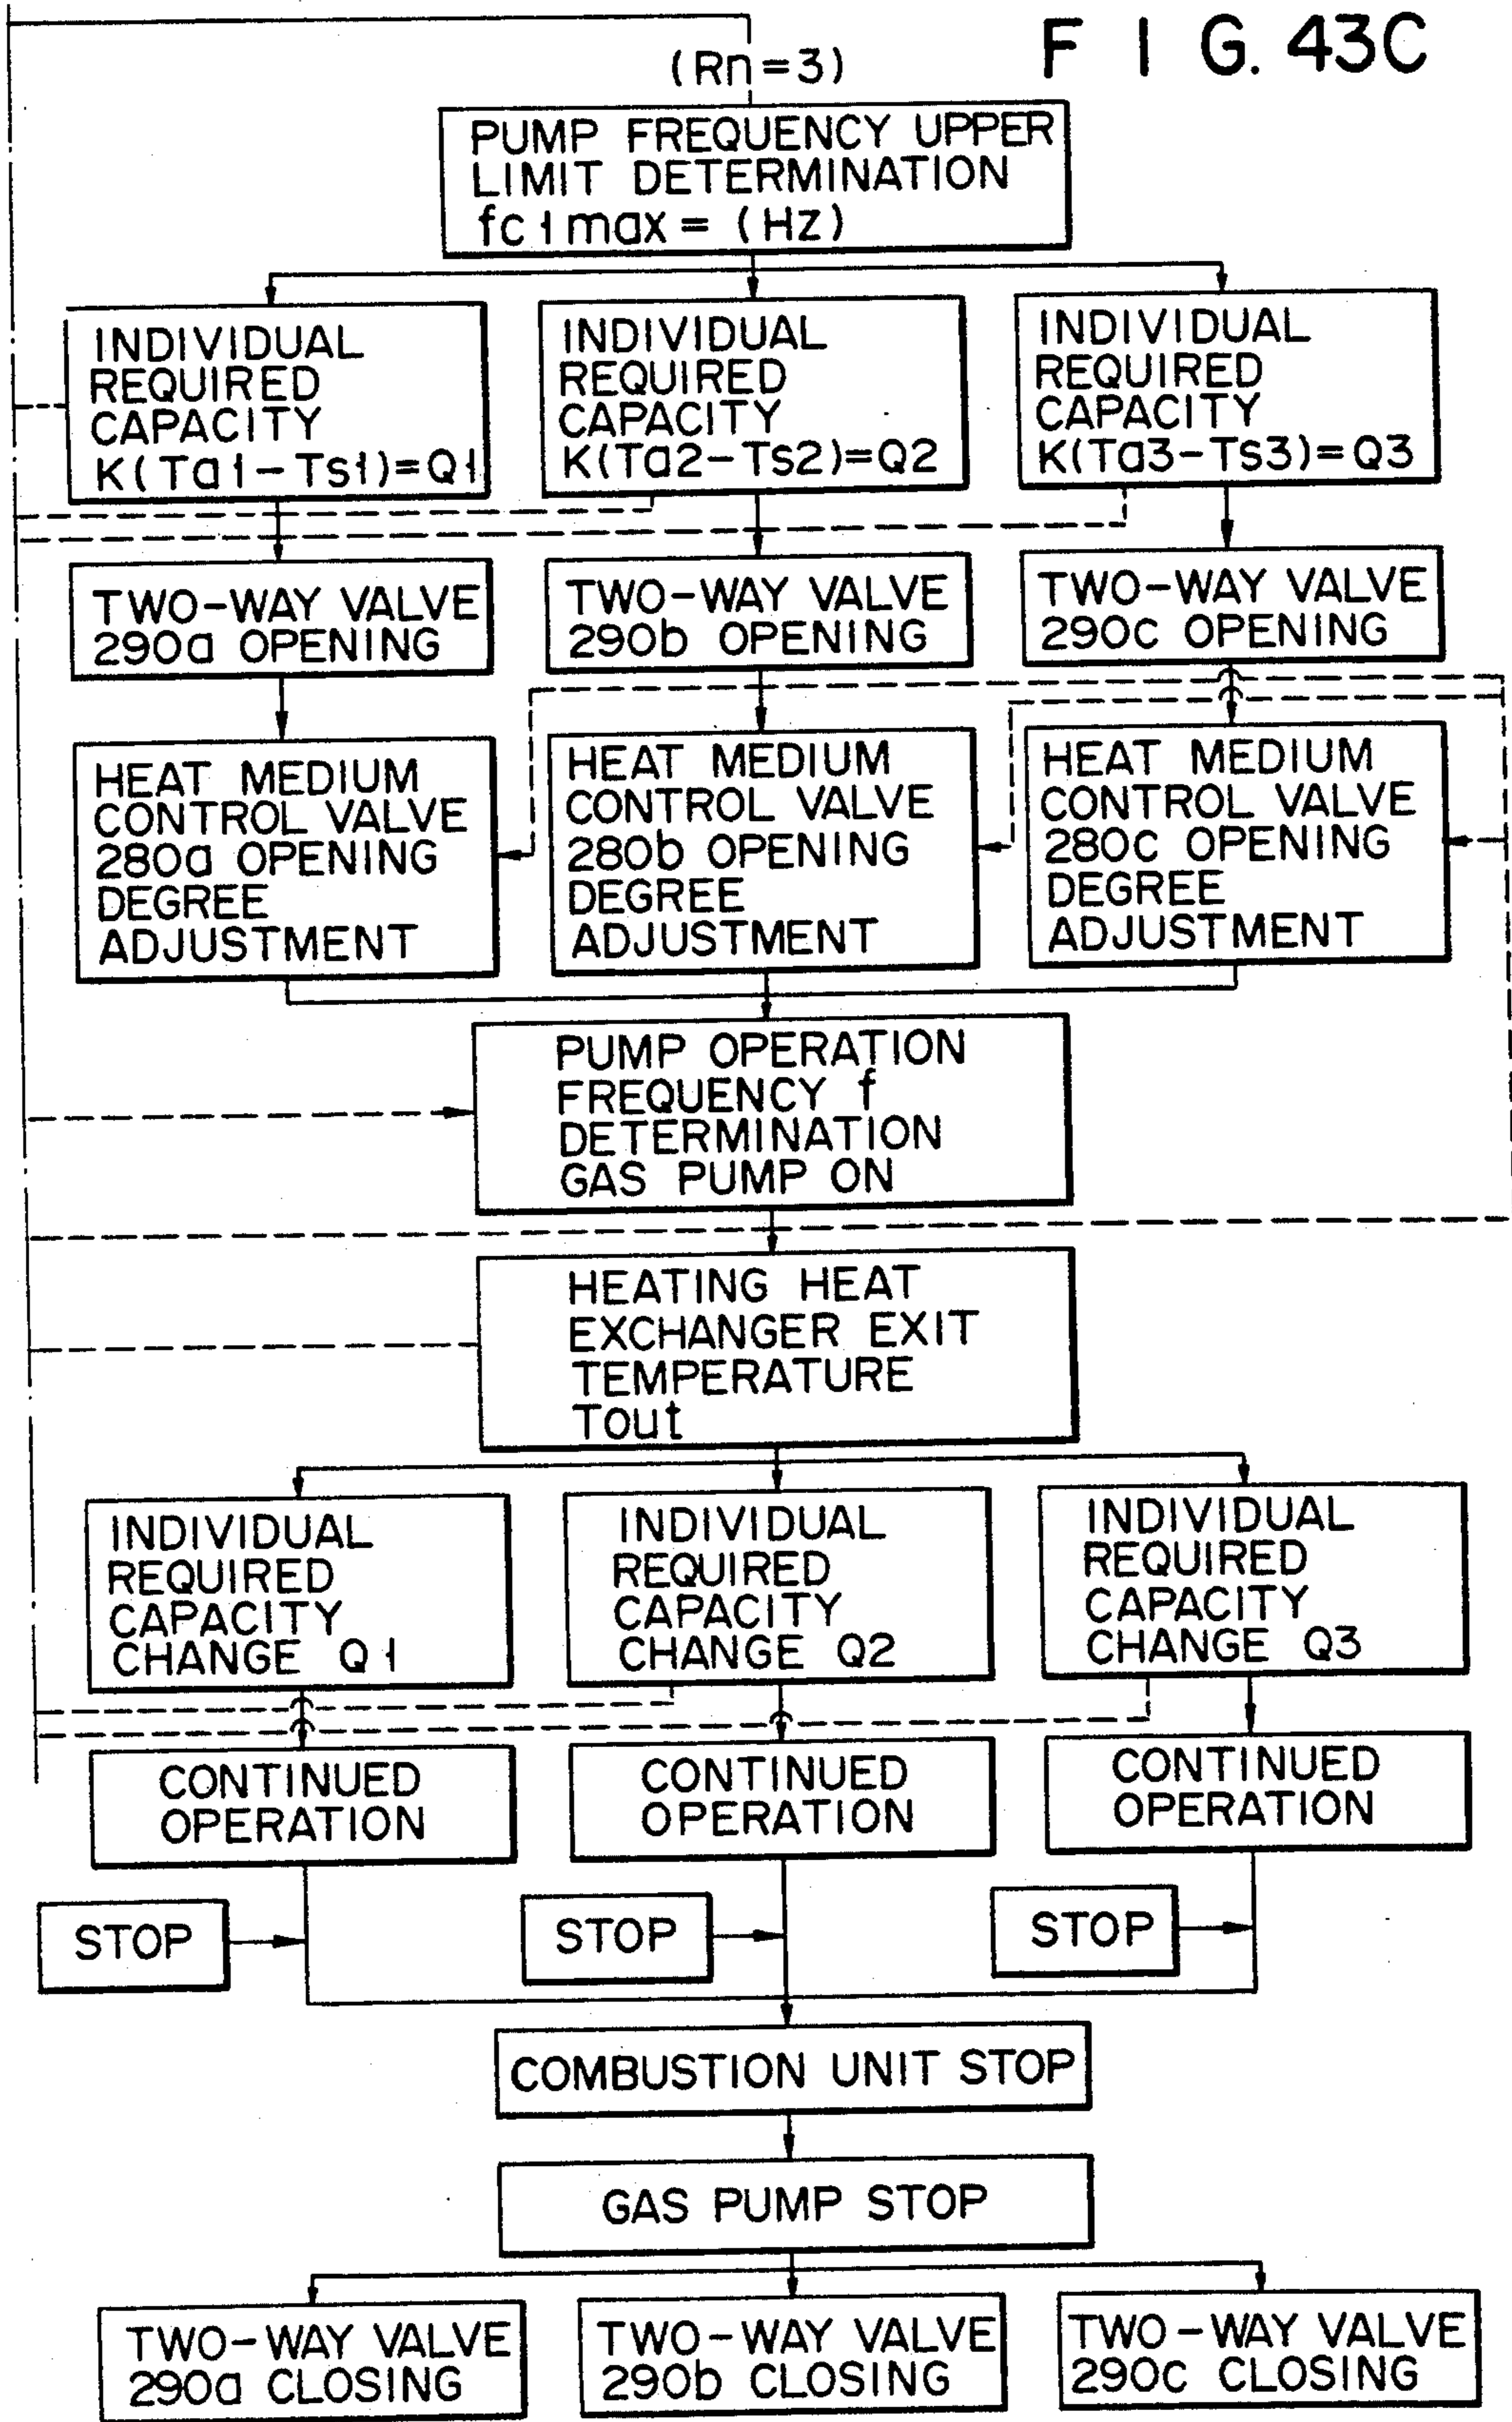 F I G. 43C
(Rn=3)
PUMP FREQUENCY UPPER
LIMIT DETERMINATION
fc1max = (Hz)
INDIVIDUAL
REQUIRED
CAPACITY
K(Ta1-Ts1)=Q1
INDIVIDUAL
REQUIRED
CAPACITY
K(Ta2-Ts2)=Q2
INDIVIDUAL
REQUIRED
CAPACITY
K(Ta3-Ts3)=Q3
TWO-WAY VALVE
290a OPENING
TWO-WAY VALVE
290b OPENING
TWO-WAY VALVE
290c OPENING
HEAT MEDIUM
CONTROL VALVE
280a OPENING
DEGREE
ADJUSTMENT
HEAT MEDIUM
CONTROL VALVE
280b OPENING
DEGREE
ADJUSTMENT
HEAT MEDIUM
CONTROL VALVE
280c OPENING
DEGREE
ADJUSTMENT
PUMP OPERATION
FREQUENCY f
DETERMINATION
GAS PUMP ON
HEATING HEAT
EXCHANGER EXIT
TEMPERATURE
Tout
INDIVIDUAL
REQUIRED
CAPACITY
CHANGE Q1
INDIVIDUAL
REQUIRED
CAPACITY
CHANGE Q2
INDIVIDUAL
REQUIRED
CAPACITY
CHANGE Q3
CONTINUED
OPERATION
CONTINUED
OPERATION
CONTINUED
OPERATION
STOP
STOP
STOP
COMBUSTION UNIT STOP
GAS PUMP STOP
TWO-WAY VALVE
290a CLOSING
TWO-WAY VALVE
290b CLOSING
TWO-WAY VALVE
290c CLOSING